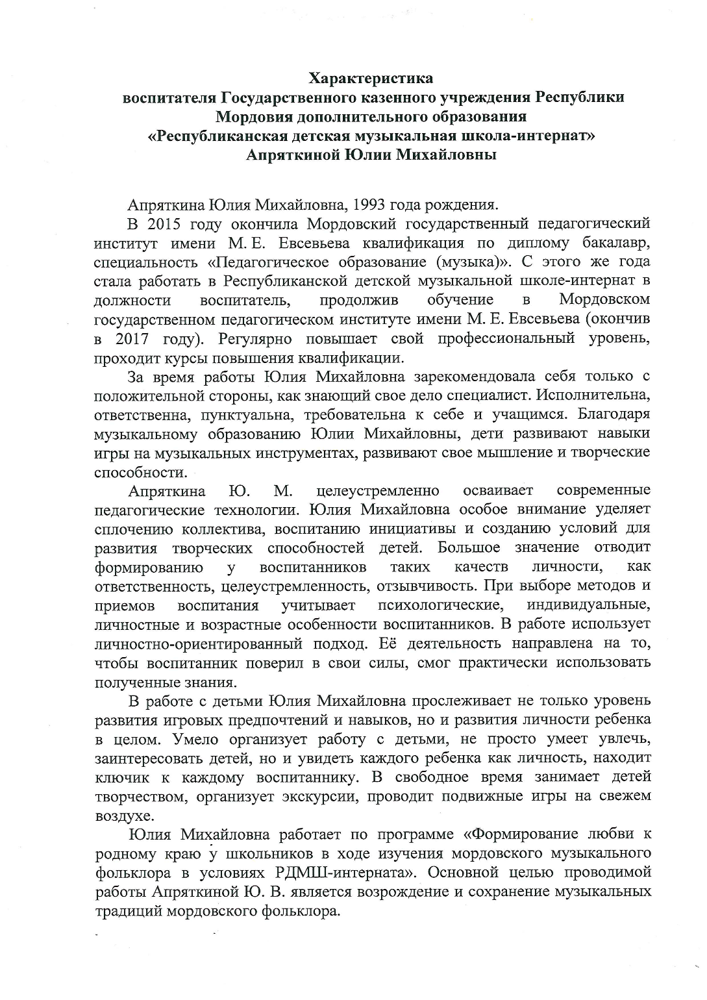 Характеристика
воспитателя Государственного казенного учреждения Республики
Мордовия дополнительного образования
«Республиканская детская музыкальная школа-интернат»
Апряткиной Юлии Михайловны
Апряткина Юлия Михайловна, 1993 года рождения.
В 2015 году окончила Мордовский государственный педагогический
институт имени М. Е. Евсевьева квалификация по диплому бакалавр,
специальность «Педагогическое образование (музыка)». С этого же года
стала работать в Республиканской детской музыкальной школе-интернат в
должности воспитатель, продолжив обучение в Мордовском
государственном педагогическом институте имени М. Е. Евсевьева (окончив
в 2017 году). Регулярно повышает свой профессиональный уровень,
проходит курсы повышения квалификации.
За время работы Юлия Михайловна зарекомендовала себя только с
положительной стороны, как знающий свое дело специалист. Исполнительна,
ответственна, пунктуальна, требовательна к себе и учащимся. Благодаря
музыкальному образованию Юлии Михайловны, дети развивают навыки
игры на музыкальных инструментах, развивают свое мышление и творческие
способности.
Апряткина Ю. М. целеустремленно осваивает современные
педагогические технологии. Юлия Михайловна особое внимание уделяет
сплочению коллектива, воспитанию инициативы и созданию условий для
развития творческих способностей детей. Большое значение отводит
формированию у воспитанников таких качеств личности, как
ответственность, целеустремленность, отзывчивость. При выборе методов и
приемов воспитания учитывает психологические, индивидуальные,
личностные и возрастные особенности воспитанников. В работе использует
личностно-ориентированный подход. Её деятельность направлена на то,
чтобы воспитанник поверил в свои силы, смог практически использовать
полученные знания.
В работе с детьми Юлия Михайловна прослеживает не только уровень
развития игровых предпочтений и навыков, но и развития личности ребенка
в целом. Умело организует работу с детьми, не просто умеет увлечь,
заинтересовать детей, но и увидеть каждого ребенка как личность, находит
ключик к каждому воспитаннику. В свободное время занимает детей
творчеством, организует экскурсии, проводит подвижные игры на свежем
воздухе.
Юлия Михайловна работает по программе «Формирование любви к
родному краю у школьников в ходе изучения мордовского музыкального
фольклора в условиях РДМШ-интерната». Основной целью проводимой
работы Апряткиной Ю. В. является возрождение и сохранение музыкальных
традиций мордовского фольклора.